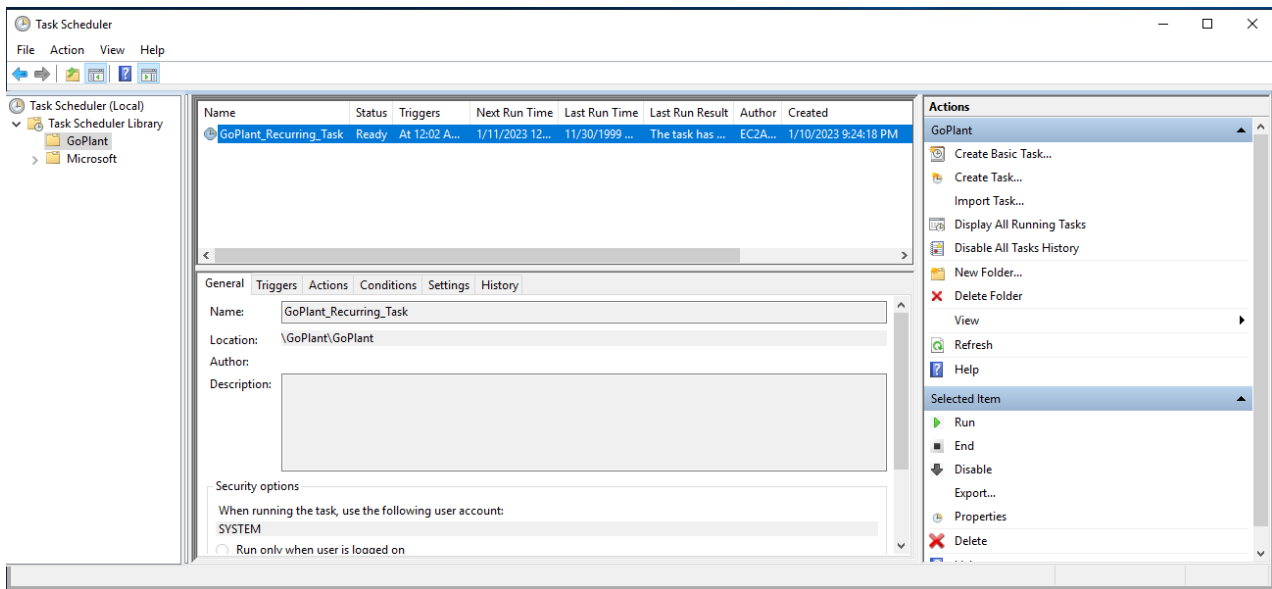 Task Scheduler
File Action View Help
Task Scheduler (Local)
Task Scheduler Library
GoPlant
Microsoft
Name Status Triggers Next Run Time Last Run Time Last Run Result Author Created
GoPlant_Recurring_Task Ready At 12:02 A... 1/11/2023 12... 11/30/1999 ... The task has ... EC2A... 1/10/2023 9:24:18 PM
General Triggers Actions Conditions Settings History
Name: GoPlant_Recurring_Task
Location: \GoPlant\GoPlant
Author:
Description:
Security options
When running the task, use the following user account:
SYSTEM
Run only when user is logged on
Actions
GoPlant
Create Basic Task...
Create Task...
Import Task...
Display All Running Tasks
Disable All Tasks History
New Folder...
Delete Folder
View
Refresh
Help
Selected Item
Run
End
Disable
Export...
Properties
Delete